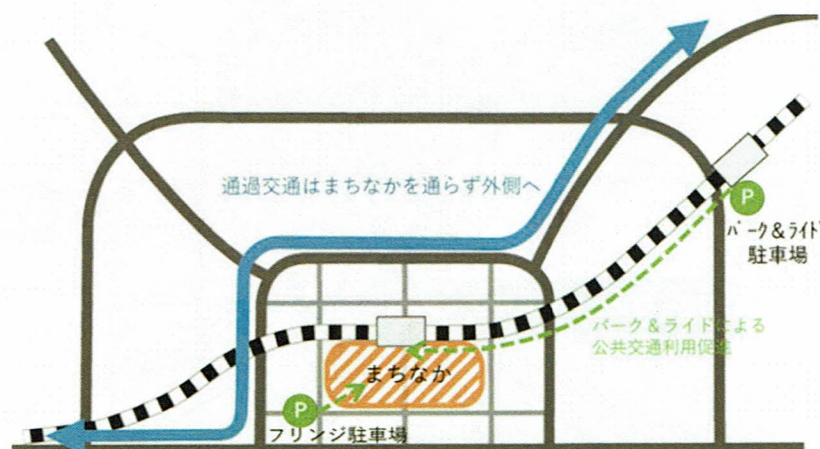 通過交通はまちなかを通らず外側へ
P
パーク&ライド
駐車場
パーク&ライドによる
公共交通利用促進
まちなか
P
フリンジ駐車場